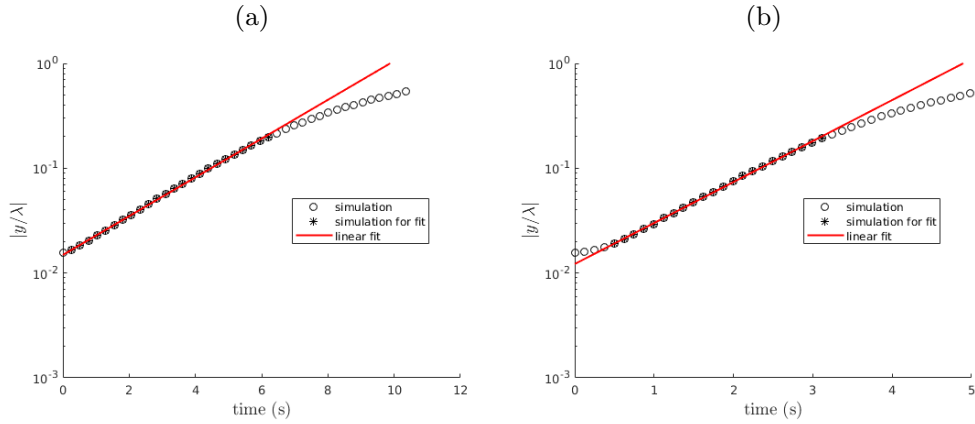 (a)
10^0
10^-1
10^-2
10^-3
|y/λ|
simulation
simulation for fit
linear fit
0 2 4 6 8 10 12
time (s)
(b)
10^0
10^-1
10^-2
10^-3
|y/λ|
simulation
simulation for fit
linear fit
0 1 2 3 4 5
time (s)